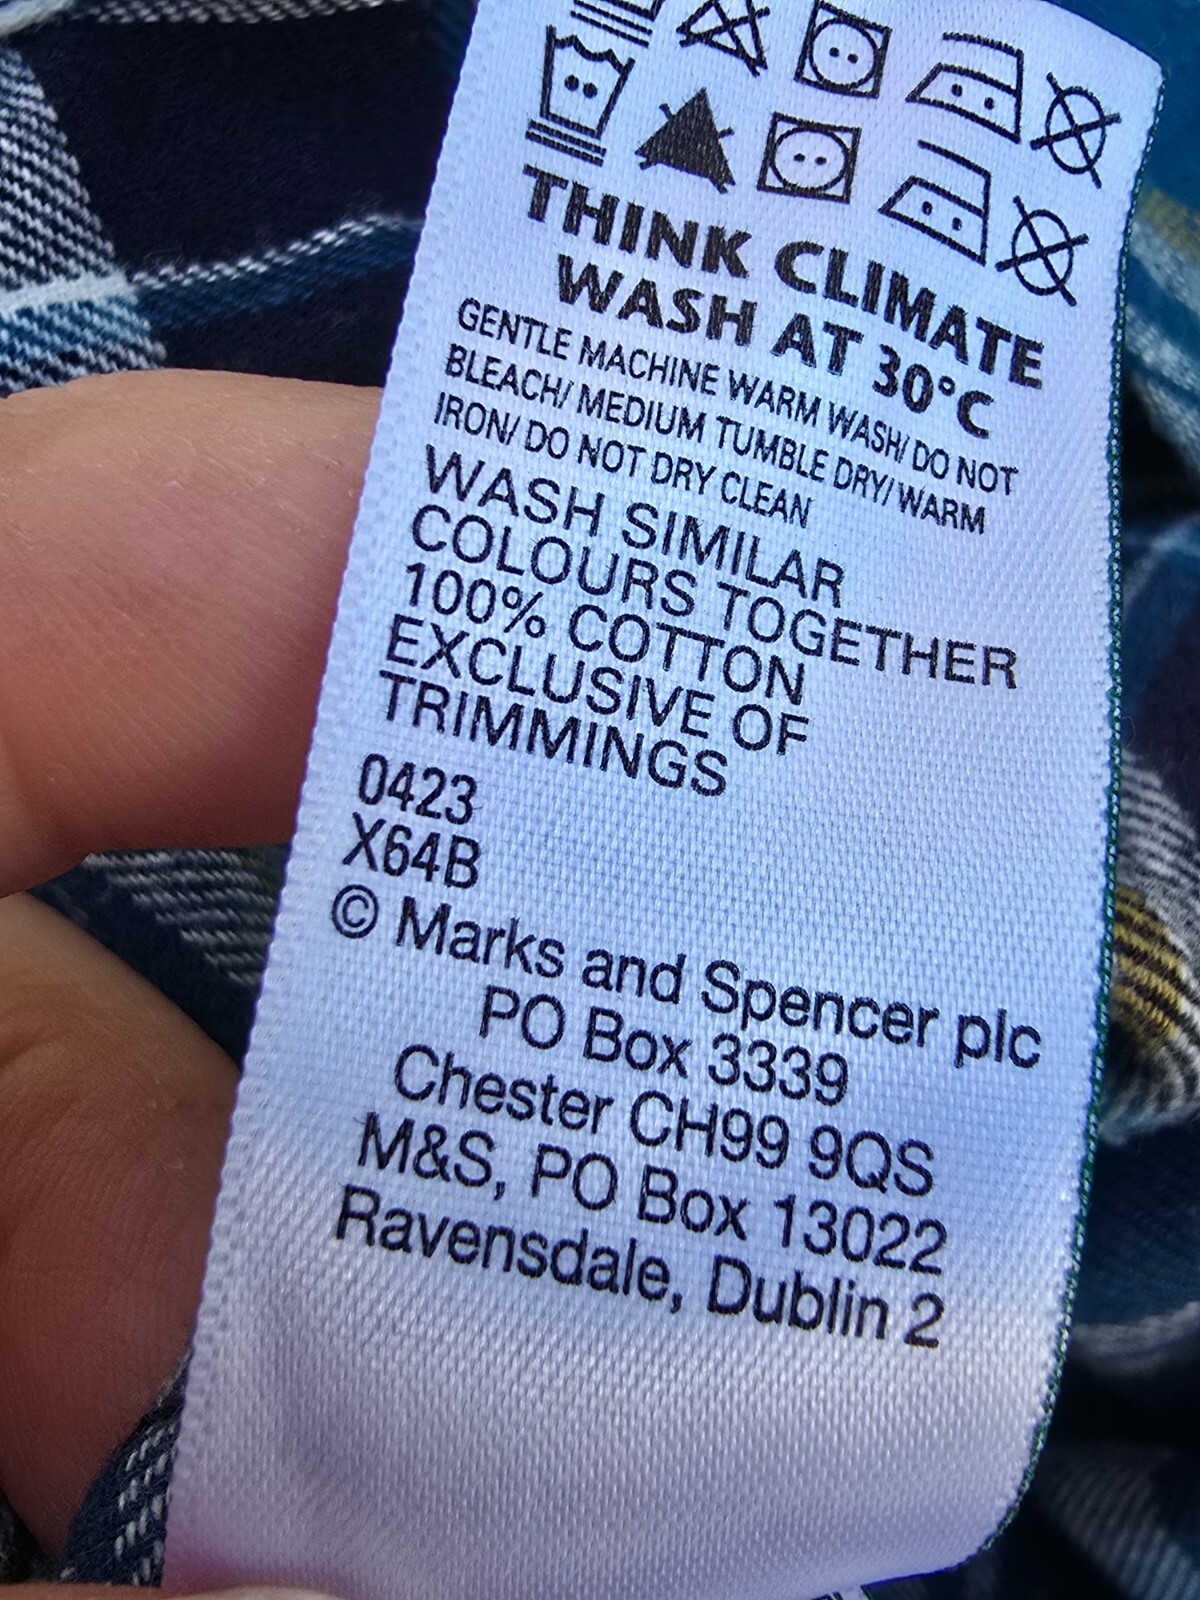 THINK CLIMATE
WASH AT 30°C
GENTLE MACHINE WARM WASH/ DO NOT
BLEACH/ MEDIUM TUMBLE DRY/ WARM
IRON/ DO NOT DRY CLEAN
WASH SIMILAR
COLOURS TOGETHER
100% COTTON
EXCLUSIVE OF
TRIMMINGS
0423
X64B
© Marks and Spencer plc
PO Box 3339
Chester CH99 9QS
M&S, PO Box 13022
Ravensdale, Dublin 2